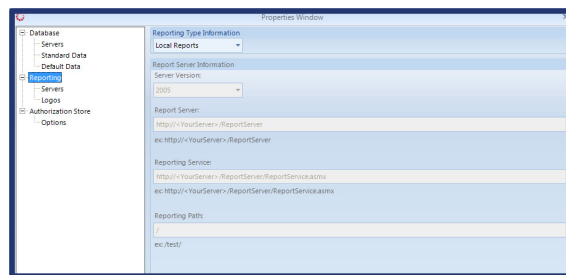 Properties Window
Database
Servers
Standard Data
Default Data
Reporting
Servers
Logos
Authorization Store
Options
Reporting Type Information
Local Reports
Report Server Information
Server Version:
2005
Report Server:
http://<YourServer>/ReportServer
ex:http://<YourServer>/ReportServer
Reporting Service:
http://<YourServer>/ReportServer/ReportService.asmx
ex:http://<YourServer>/ReportServer/ReportService.asmx
Reporting Path:
/
ex:/test/